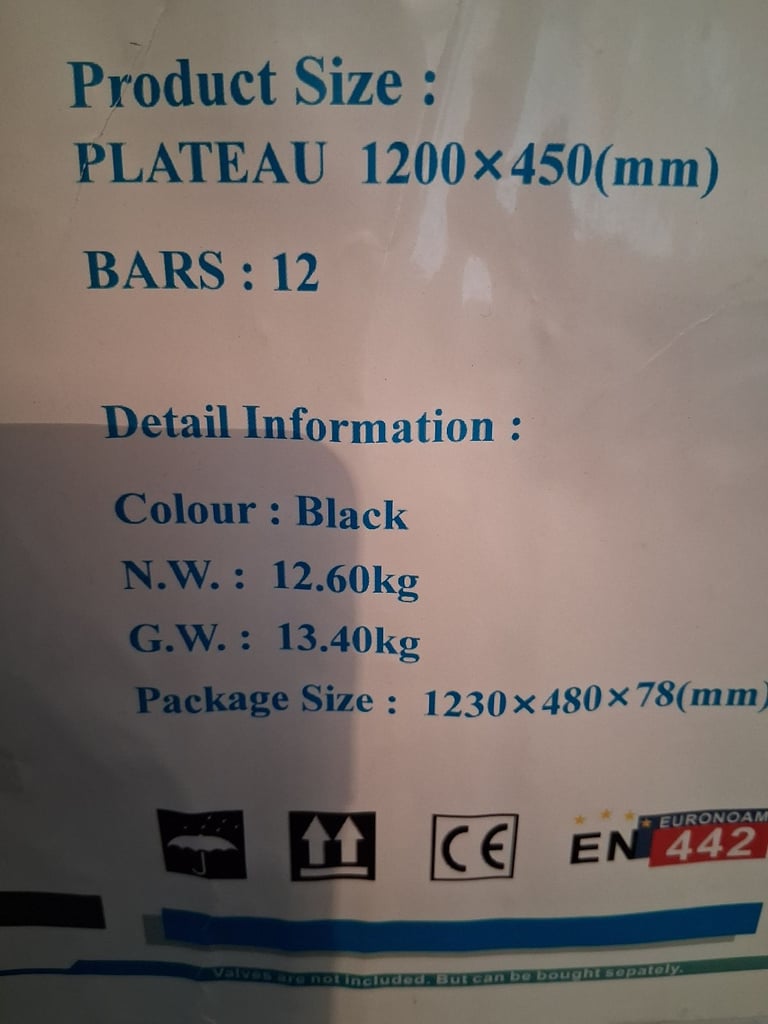 Product Size :
PLATEAU 1200×450(mm)
BARS : 12
Detail Information :
Colour : Black
N.W. : 12.60kg
G.W. : 13.40kg
Package Size : 1230×480×78(mm)
CE
EURONOAM
EN 442
Valves are not included. But can be bought sepately.